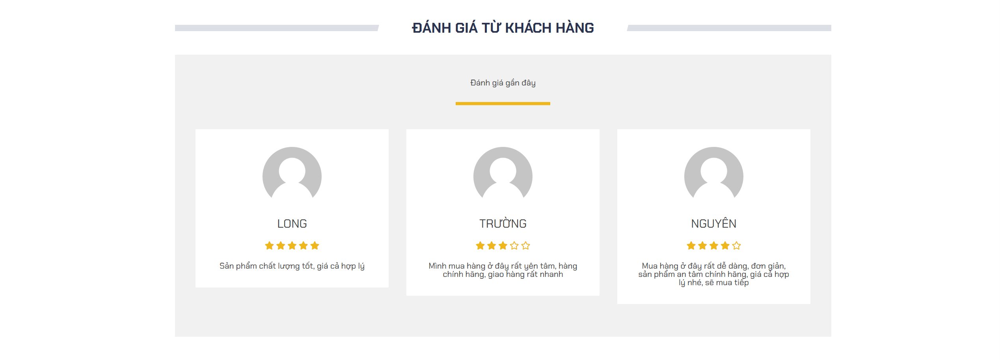 ĐÁNH GIÁ TỪ KHÁCH HÀNG
Đánh giá gần đây
LONG
Sản phẩm chất lượng tốt, giá cả hợp lý
TRƯỜNG
Mình mua hàng ở đây rất yên tâm, hàng
chính hãng, giao hàng rất nhanh
NGUYÊN
Mua hàng ở đây rất dễ dàng, đơn giản,
sản phẩm an tâm chính hãng, giá cả hợp
lý nhé, sẽ mua tiếp